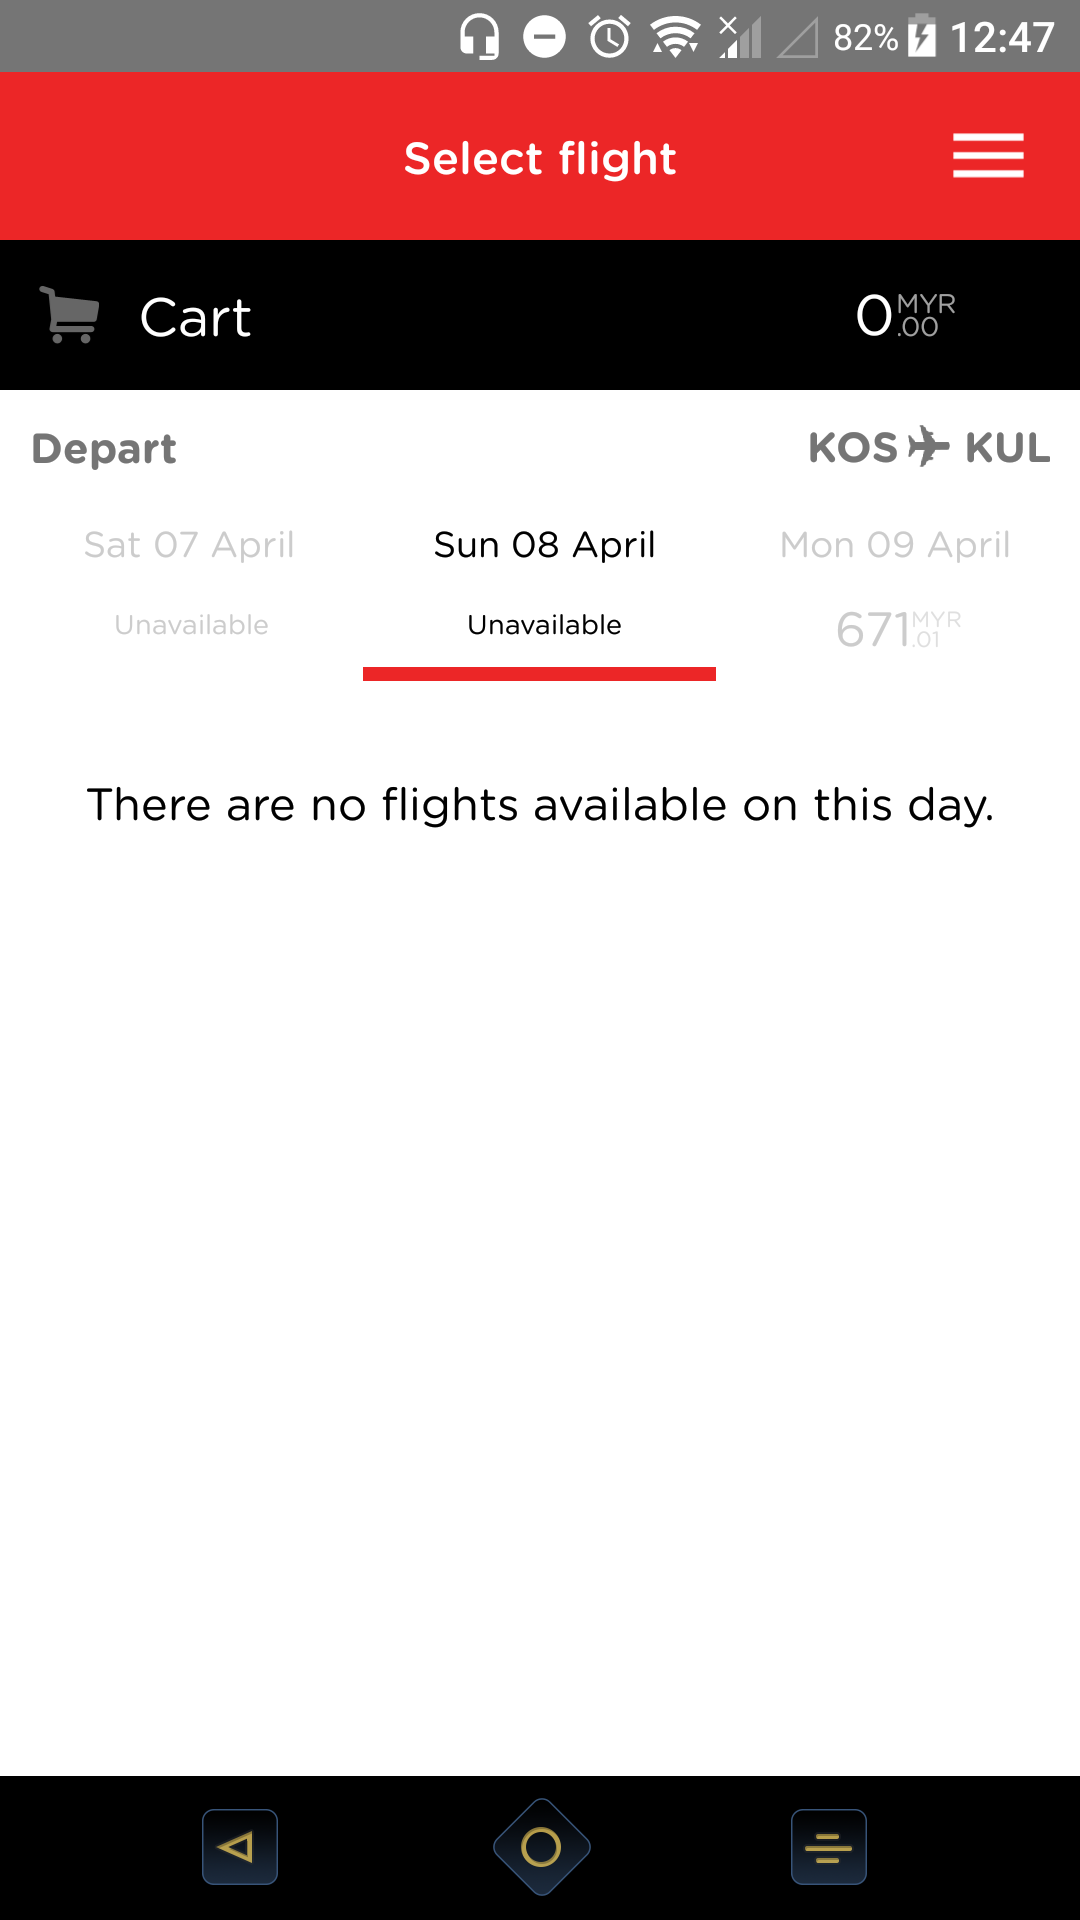 82% 12:47
Select flight
Cart 0 MYR .00
Depart KOS KUL
Sat 07 April Sun 08 April Mon 09 April
Unavailable Unavailable 671 MYR .01
There are no flights available on this day.